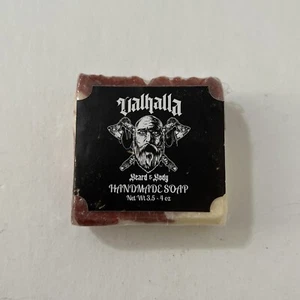 Valhalla
Beard & Body
HANDMADE SOAP
Net Wt 3.5 - 4 oz